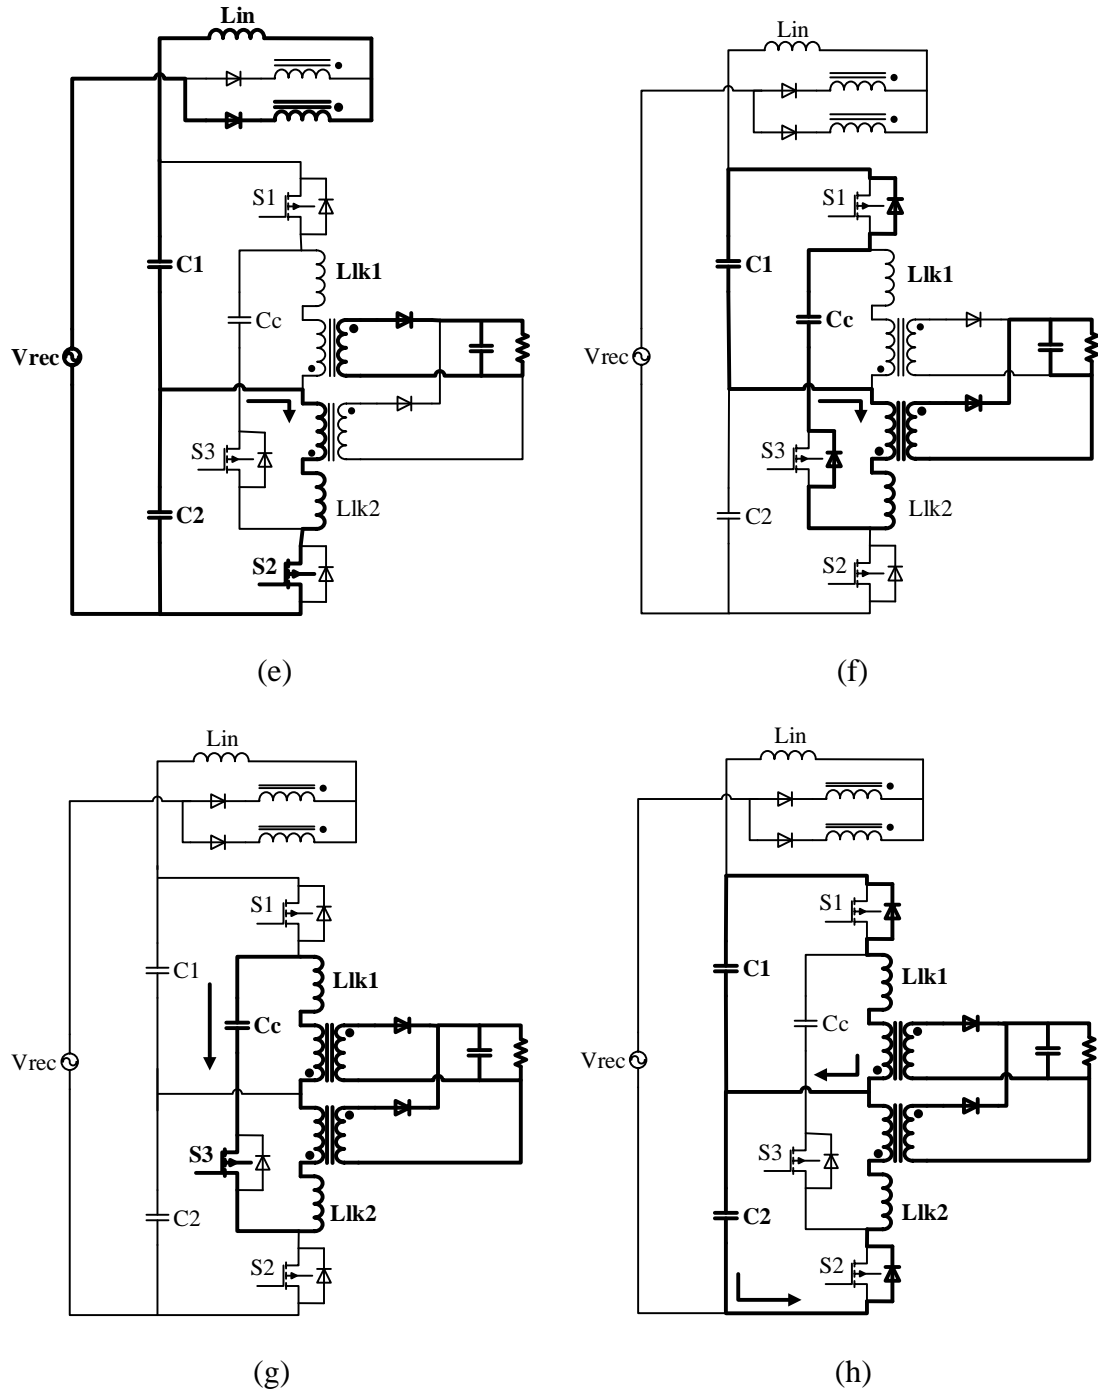 Lin
S1
C1
Llk1
Cc
Vrec
S3
C2
Llk2
S2
(e)
Lin
S1
C1
Llk1
Cc
Vrec
S3
C2
Llk2
S2
(f)
Lin
S1
C1
Llk1
Cc
Vrec
S3
C2
Llk2
S2
(g)
Lin
S1
C1
Llk1
Cc
Vrec
S3
C2
Llk2
S2
(h)